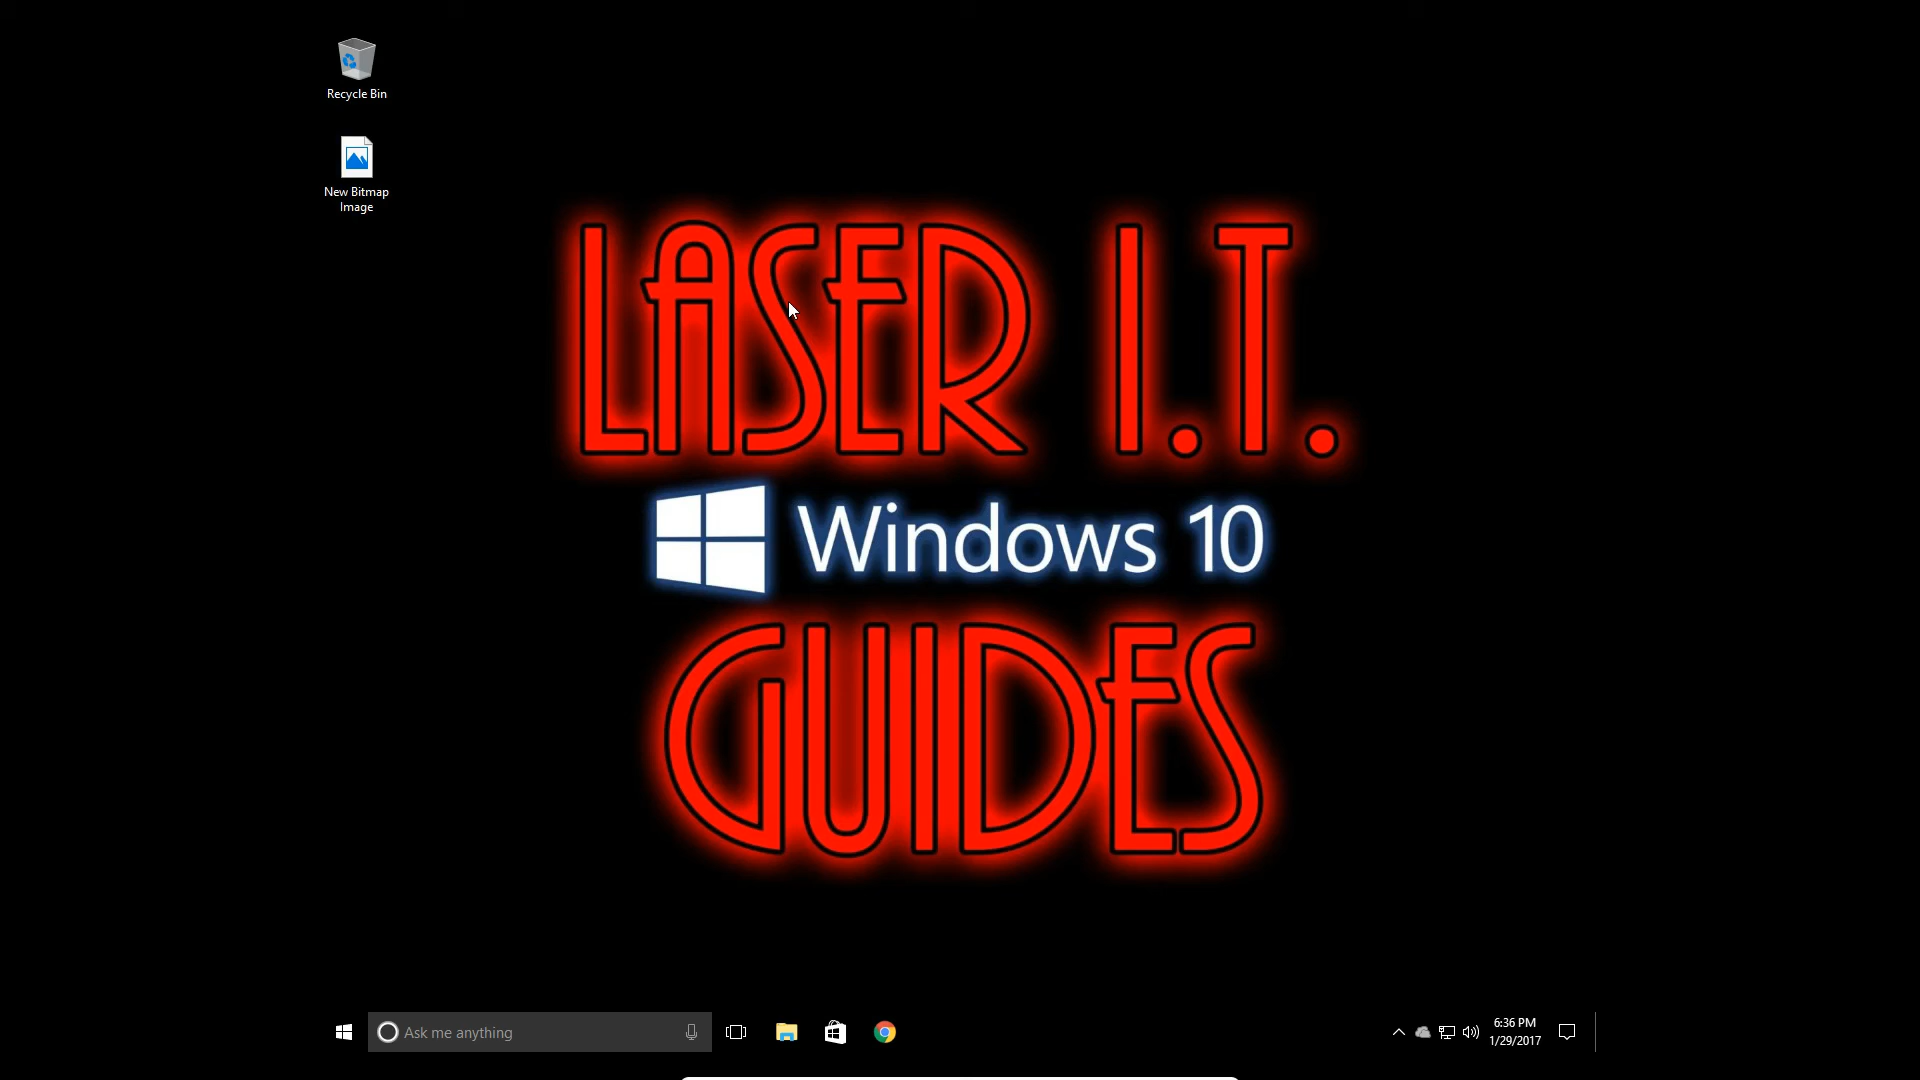 Recycle Bin
New Bitmap
Image
LASER I.T.
Windows 10
GUIDES
Ask me anything
6:36 PM
1/29/2017